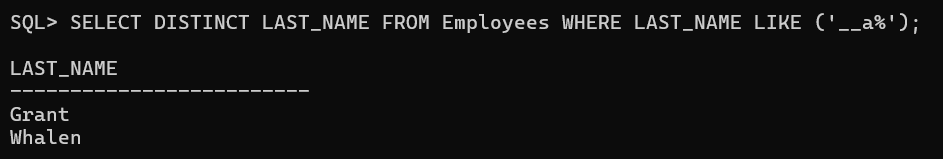 SQL> SELECT DISTINCT LAST_NAME FROM Employees WHERE LAST_NAME LIKE ('__a%');
LAST_NAME
-------------------------
Grant
Whalen